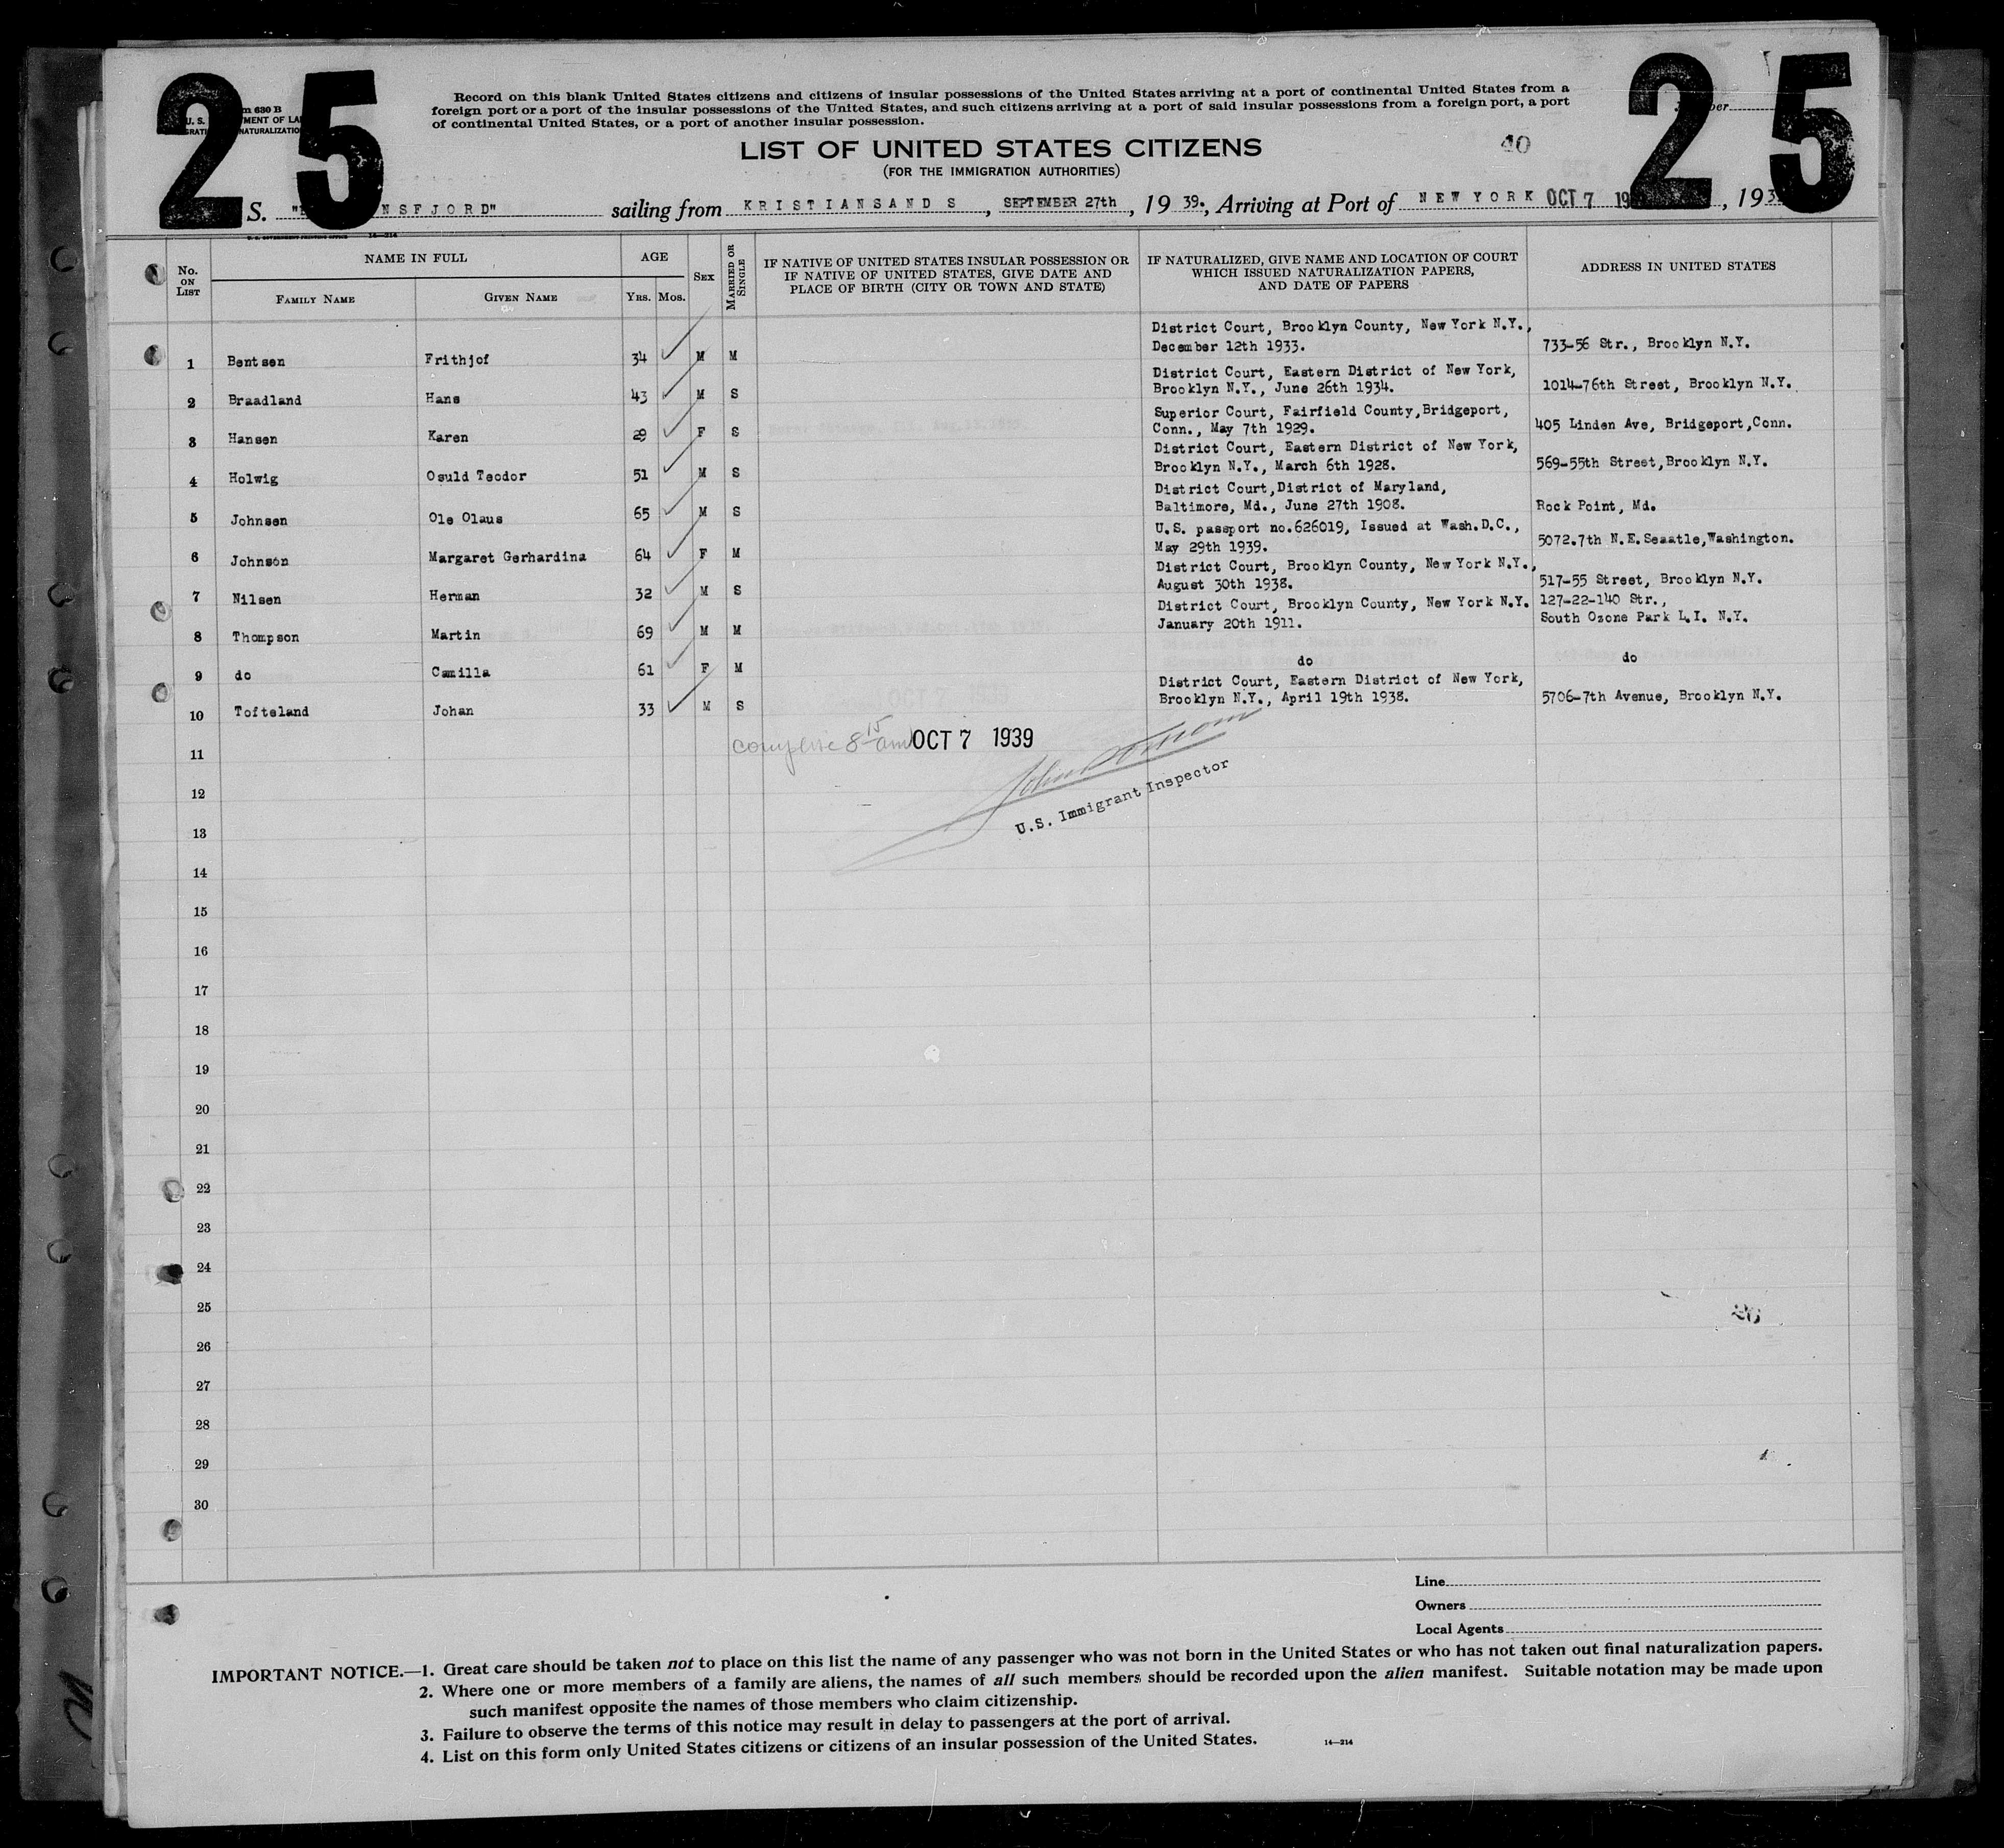 25
25
m 630 B
U. S.
TMENT OF LA
NATURALIZATIO
Record on this blank United States citizens and citizens of insular possessions of the United States arriving at a port of continental United States from a
foreign port or a port of the insular possessions of the United States, and such citizens arriving at a port of said insular possessions from a foreign port, a port
of continental United States, or a port of another insular possession.
LIST OF UNITED STATES CITIZENS
40
(FOR THE IMMIGRATION AUTHORITIES)
S. NSFJORD" sailing from KRISTIANSAND S, SEPTEMBER 27th, 19 39., Arriving at Port of NEW YORK OCT 7 19 , 193
U. S. GOVERNMENT PRINTING OFFICE 14—214
No. ON LIST
NAME IN FULL
FAMILY NAME
GIVEN NAME
AGE
YRS. MOS.
SEX
MARRIED OR SINGLE
IF NATIVE OF UNITED STATES INSULAR POSSESSION OR
IF NATIVE OF UNITED STATES, GIVE DATE AND
PLACE OF BIRTH (CITY OR TOWN AND STATE)
IF NATURALIZED, GIVE NAME AND LOCATION OF COURT
WHICH ISSUED NATURALIZATION PAPERS,
AND DATE OF PAPERS
ADDRESS IN UNITED STATES
1 Bentsen Frithjof 34 M M District Court, Brooklyn County, New York N.Y.,
December 12th 1933. 733-56 Str., Brooklyn N.Y.
2 Braadland Hans 43 M S District Court, Eastern District of New York,
Brooklyn N.Y., June 26th 1934. 1014-76th Street, Brooklyn N.Y.
3 Hansen Karen 29 F S Superior Court, Fairfield County,Bridgeport,
Conn., May 7th 1929. 405 Linden Ave, Bridgeport,Conn.
4 Holwig Osuld Teodor 51 M S District Court, Eastern District of New York,
Brooklyn N.Y., March 6th 1928. 569-55th Street,Brooklyn N.Y.
5 Johnsen Ole Olaus 65 M S District Court,District of Maryland,
Baltimore, Md., June 27th 1908. Rock Point, Md.
6 Johnson Margaret Gerhardina 64 F M U.S. passport no.626019, Issued at Wash.D.C.,
May 29th 1939. 5072.7th N.E.Seaatle,Washington.
7 Nilsen Herman 32 M S District Court, Brooklyn County, New York N.Y.,
August 30th 1938. 517-55 Street, Brooklyn N.Y.
8 Thompson Martin 69 M M District Court, Brooklyn County, New York N.Y. 127-22-140 Str.,
January 20th 1911. South Ozone Park L.I. N.Y.
9 do Camilla 61 F M do do
10 Tofteland Johan 33 M S District Court, Eastern District of New York,
Brooklyn N.Y., April 19th 1938. 5706-7th Avenue, Brooklyn N.Y.
8 15 am OCT 7 1939
U.S. Immigrant Inspector
11
12
13
14
15
16
17
18
19
20
21
22
23
24
25
26
27
28
29
30
26
Line
Owners
Local Agents
IMPORTANT NOTICE.—1. Great care should be taken not to place on this list the name of any passenger who was not born in the United States or who has not taken out final naturalization papers.
2. Where one or more members of a family are aliens, the names of all such members should be recorded upon the alien manifest. Suitable notation may be made upon
such manifest opposite the names of those members who claim citizenship.
3. Failure to observe the terms of this notice may result in delay to passengers at the port of arrival.
4. List on this form only United States citizens or citizens of an insular possession of the United States.
14—214